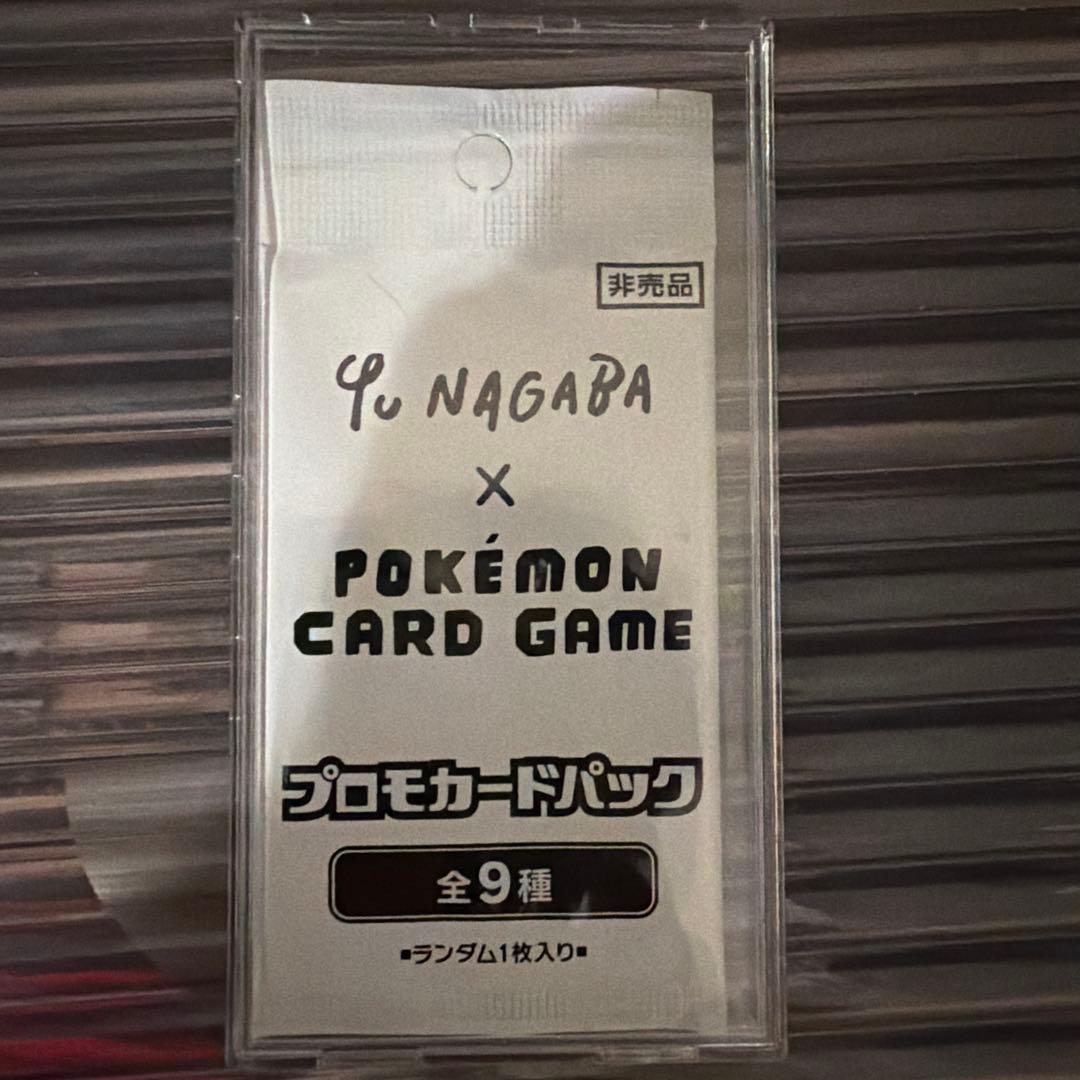 非売品
Yu NAGABA
×
POKÉMON
CARD GAME
プロモカードパック
全9種
■ランダム1枚入り■